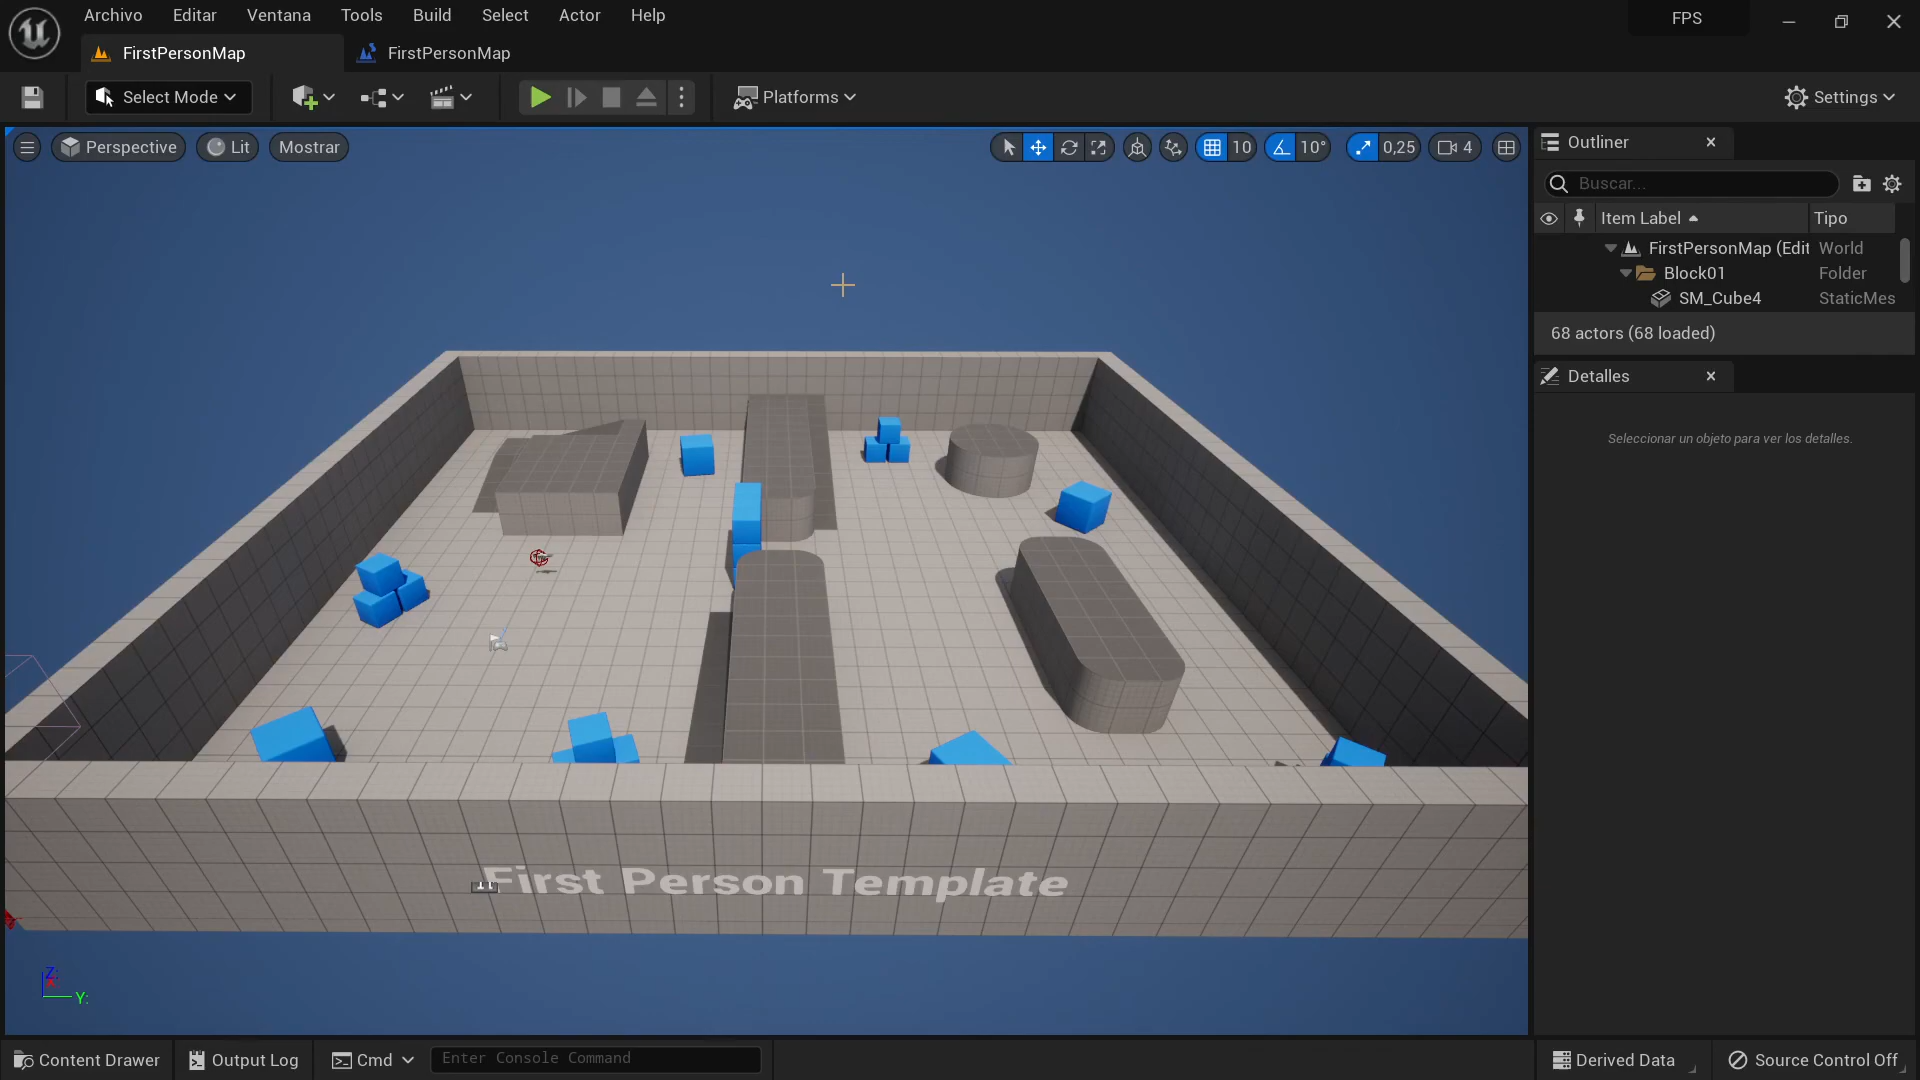 Archivo Editar Ventana Tools Build Select Actor Help
FPS
FirstPersonMap FirstPersonMap
Select Mode
Platforms
Settings
Perspective Lit Mostrar
10 10° 0,25 4
Outliner
Buscar...
Item Label Tipo
FirstPersonMap (Edit World
Block01 Folder
SM_Cube4 StaticMes
68 actors (68 loaded)
Detalles
Seleccionar un objeto para ver los detalles.
First Person Template
Z:
X:
Y:
Content Drawer Output Log Cmd Enter Console Command
Derived Data Source Control Off